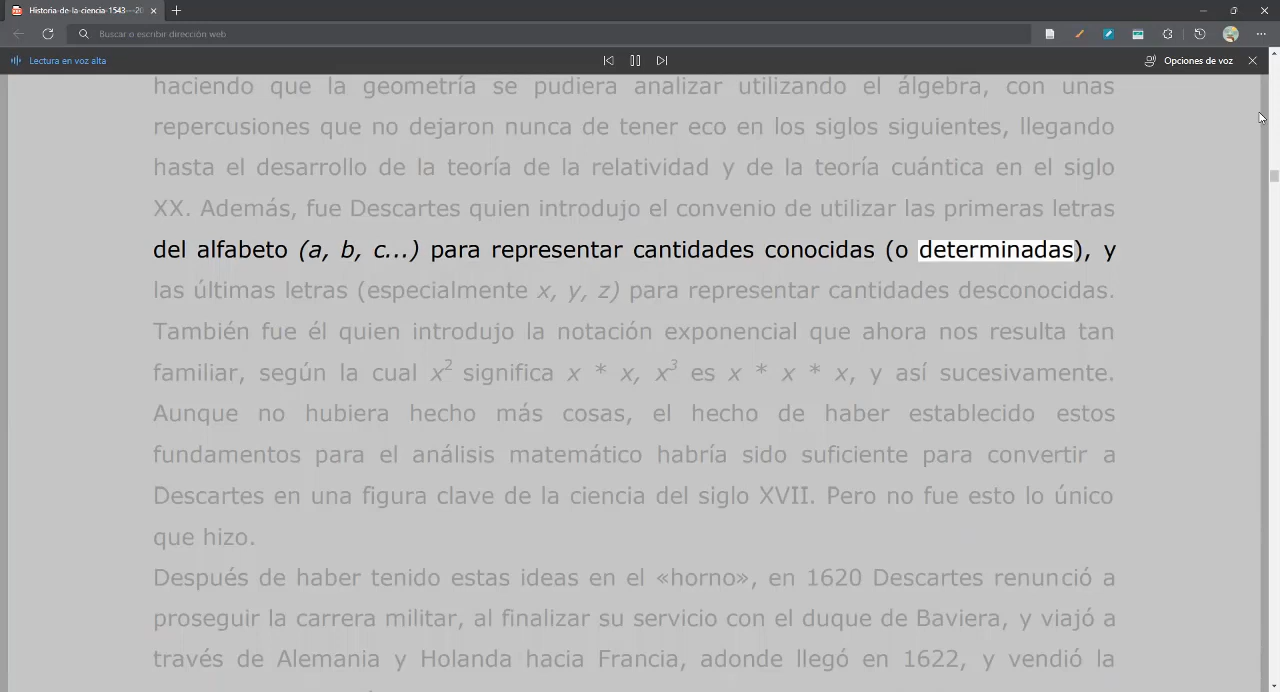 Historia-de-la-ciencia-1543---20
Buscar o escribir dirección web
Lectura en voz alta
Opciones de voz
haciendo que la geometría se pudiera analizar utilizando el álgebra, con unas
repercusiones que no dejaron nunca de tener eco en los siglos siguientes, llegando
hasta el desarrollo de la teoría de la relatividad y de la teoría cuántica en el siglo
XX. Además, fue Descartes quien introdujo el convenio de utilizar las primeras letras
del alfabeto (a, b, c...) para representar cantidades conocidas (o determinadas), y
las últimas letras (especialmente x, y, z) para representar cantidades desconocidas.
También fue él quien introdujo la notación exponencial que ahora nos resulta tan
familiar, según la cual x² significa x * x, x³ es x * x * x, y así sucesivamente.
Aunque no hubiera hecho más cosas, el hecho de haber establecido estos
fundamentos para el análisis matemático habría sido suficiente para convertir a
Descartes en una figura clave de la ciencia del siglo XVII. Pero no fue esto lo único
que hizo.
Después de haber tenido estas ideas en el «horno», en 1620 Descartes renunció a
proseguir la carrera militar, al finalizar su servicio con el duque de Baviera, y viajó a
través de Alemania y Holanda hacia Francia, adonde llegó en 1622, y vendió la